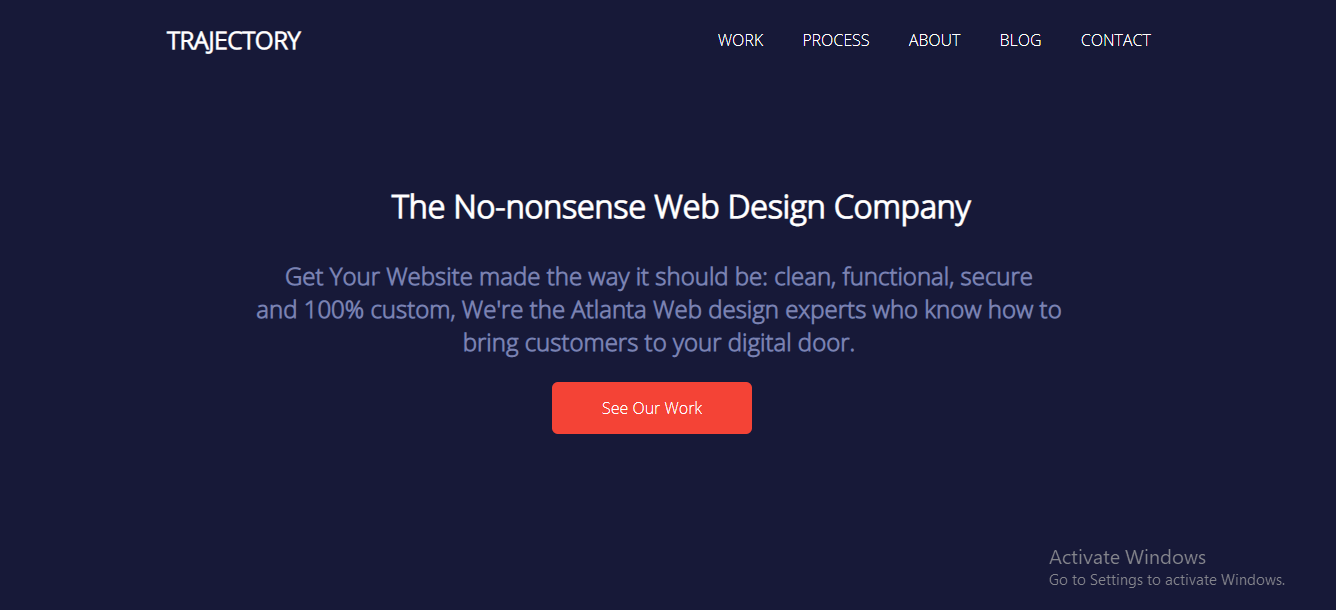 TRAJECTORY
WORK PROCESS ABOUT BLOG CONTACT
The No-nonsense Web Design Company
Get Your Website made the way it should be: clean, functional, secure
and 100% custom, We're the Atlanta Web design experts who know how to
bring customers to your digital door.
See Our Work
Activate Windows
Go to Settings to activate Windows.